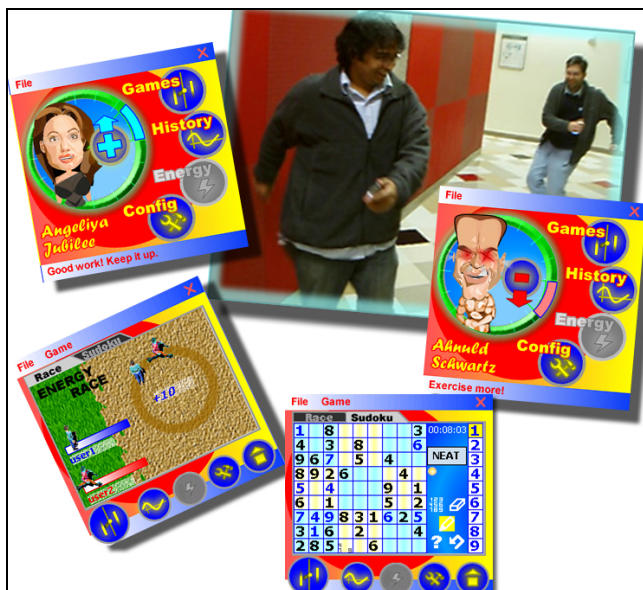 File
Games
History
Energy
Config
Angeliya
Jubilee
Good work! Keep it up.
File
Games
History
Energy
Config
Ahnuld
Schwartz
Exercise more!
File Game
Race Sudoku
ENERGY
RACE
+10
user1
user2
File Game
Race Sudoku
1 8 3 00:08:03 1
4 3 8 6 2
9 6 7 5 4 NEAT 3
8 9 2 6 4 4
5 4 9 1 5
6 1 5 2 6
7 4 9 8 3 1 6 2 5 7
3 1 6 2 4 8
2 8 5 6 ? 9